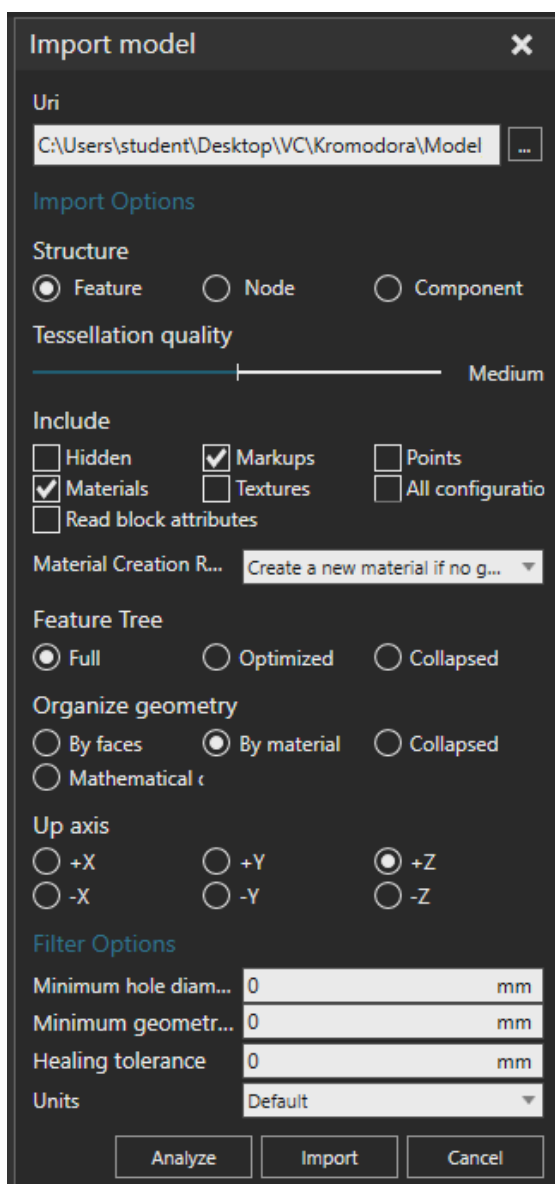 Import model
Uri
C:\Users\student\Desktop\VC\Kromodora\Model ...
Import Options
Structure
Feature Node Component
Tessellation quality
Medium
Include
Hidden Markups Points
Materials Textures All configuratio
Read block attributes
Material Creation R... Create a new material if no g...
Feature Tree
Full Optimized Collapsed
Organize geometry
By faces By material Collapsed
Mathematical c
Up axis
+X +Y +Z
-X -Y -Z
Filter Options
Minimum hole diam... 0 mm
Minimum geometr... 0 mm
Healing tolerance 0 mm
Units Default
Analyze Import Cancel